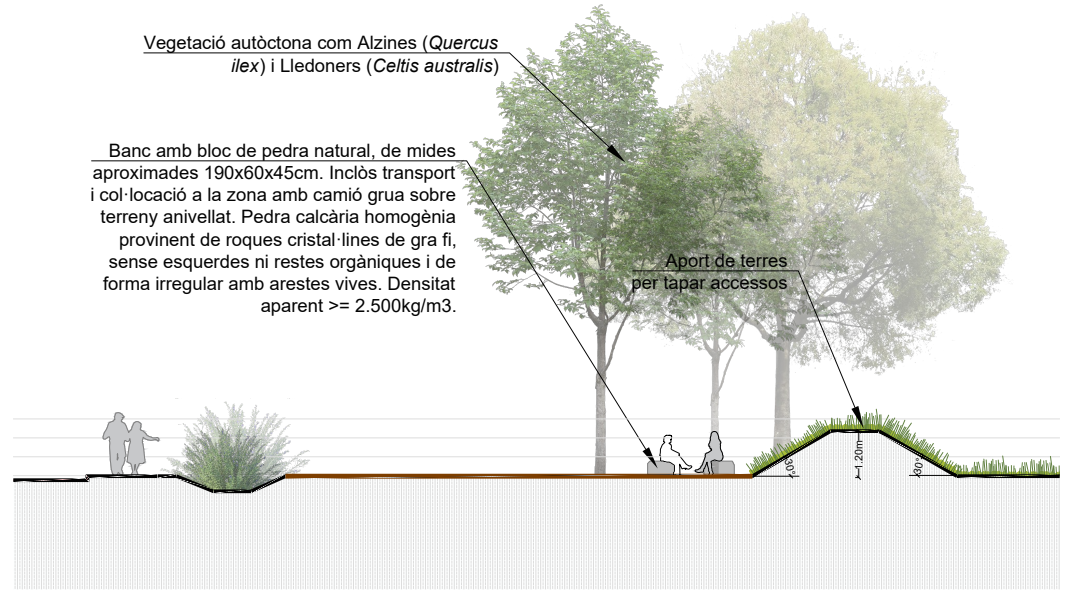 Vegetació autòctona com Alzines (Quercus
ilex) i Lledoners (Celtis australis)
Banc amb bloc de pedra natural, de mides
aproximades 190x60x45cm. Inclòs transport
i col·locació a la zona amb camió grua sobre
terreny anivellat. Pedra calcària homogènia
provinent de roques cristal·lines de gra fi,
sense esquerdes ni restes orgàniques i de
forma irregular amb arestes vives. Densitat
aparent >= 2.500kg/m3.
Aport de terres
per tapar accessos
30°
1.20m
30°